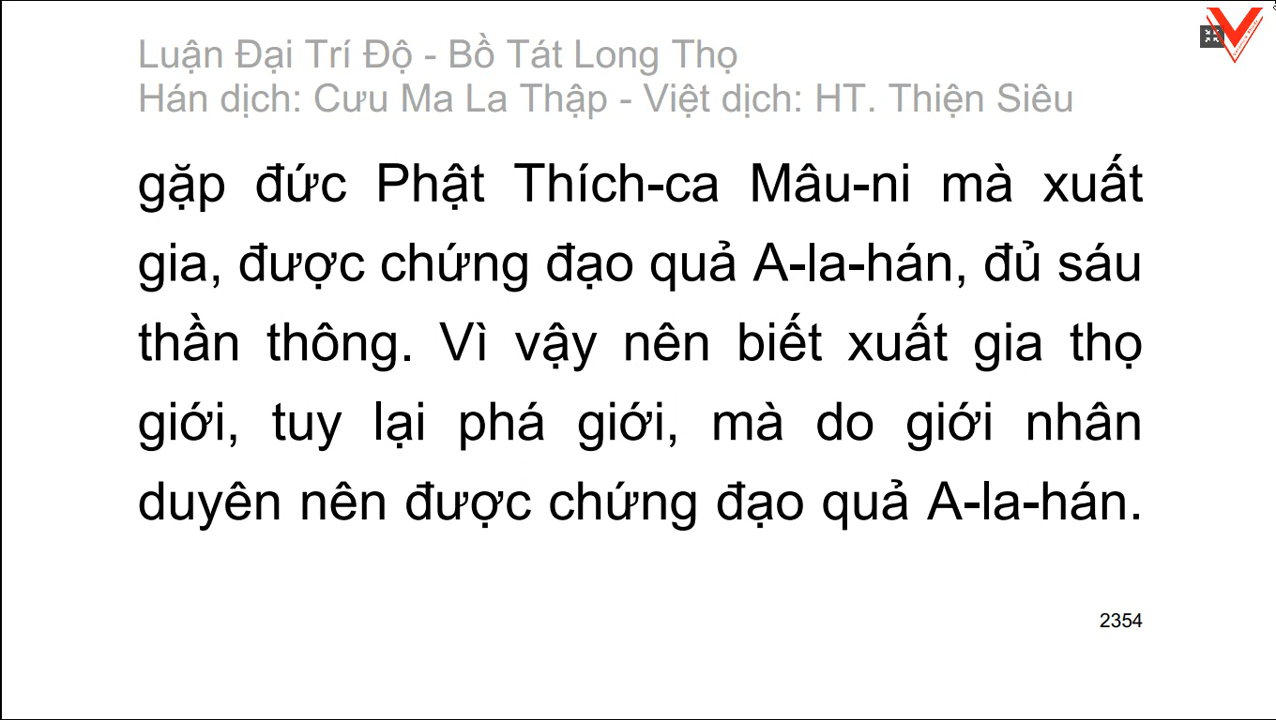 Luận Đại Trí Độ - Bồ Tát Long Thọ
Hán dịch: Cưu Ma La Thập - Việt dịch: HT. Thiện Siêu
gặp đức Phật Thích-ca Mâu-ni mà xuất
gia, được chứng đạo quả A-la-hán, đủ sáu
thần thông. Vì vậy nên biết xuất gia thọ
giới, tuy lại phá giới, mà do giới nhân
duyên nên được chứng đạo quả A-la-hán.
2354